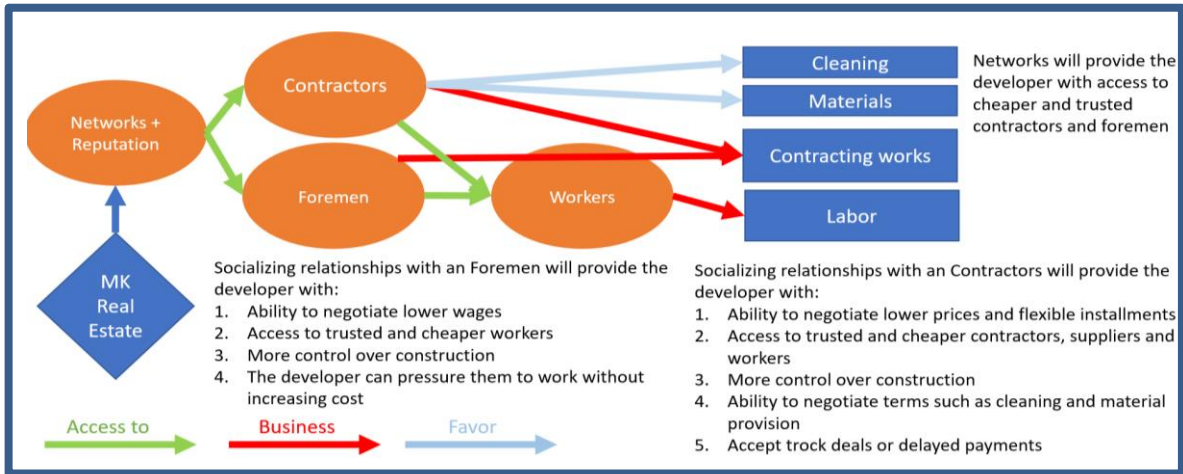 Networks +
Reputation
Contractors
Foremen
Workers
Cleaning
Materials
Contracting works
Labor
Networks will provide the
developer with access to
cheaper and trusted
contractors and foremen
MK
Real
Estate
Socializing relationships with an Foremen will provide the
developer with:
1. Ability to negotiate lower wages
2. Access to trusted and cheaper workers
3. More control over construction
4. The developer can pressure them to work without
increasing cost
Socializing relationships with an Contractors will provide the
developer with:
1. Ability to negotiate lower prices and flexible installments
2. Access to trusted and cheaper contractors, suppliers and
workers
3. More control over construction
4. Ability to negotiate terms such as cleaning and material
provision
5. Accept trock deals or delayed payments
Access to
Business
Favor